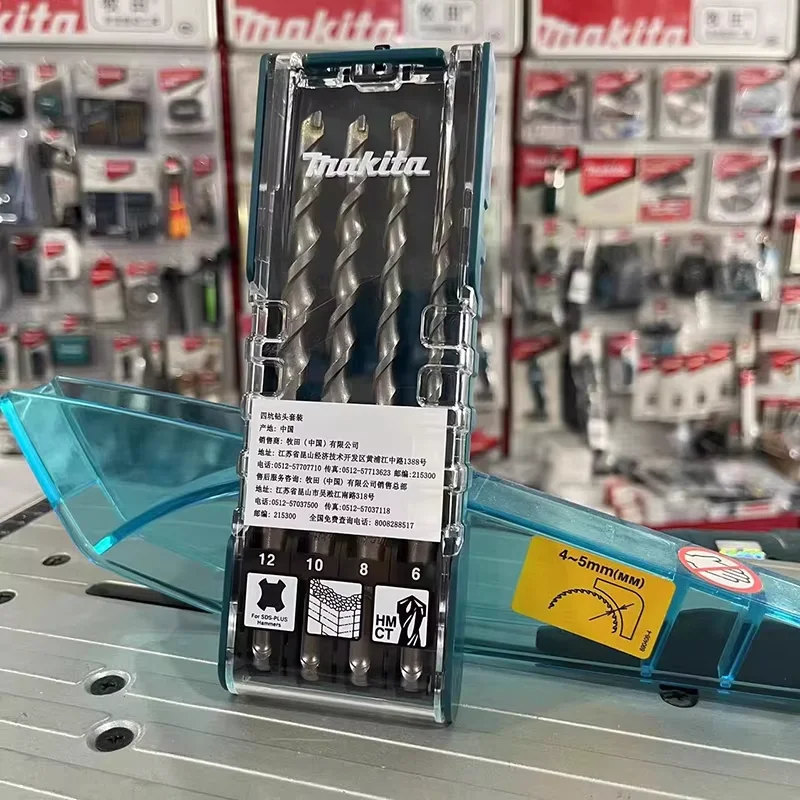 makita
makita
makita
牧田
makita
四坑钻头套装
产地: 中国
销售商: 牧田（中国）有限公司
地址: 江苏省昆山经济技术开发区黄浦江中路1388号
电话:0512-57707710 传真:0512-57713623 邮编:215300
售后服务咨询: 牧田（中国）有限公司销售总部
地址: 江苏省昆山市吴淞江南路318号
电话:0512-57037500 传真:0512-57037118
邮编: 215300 全国免费查询电话: 8008288517
12 10 8 6
For SDS-PLUS
Hammers
HM
CT
4~5mm(MM)